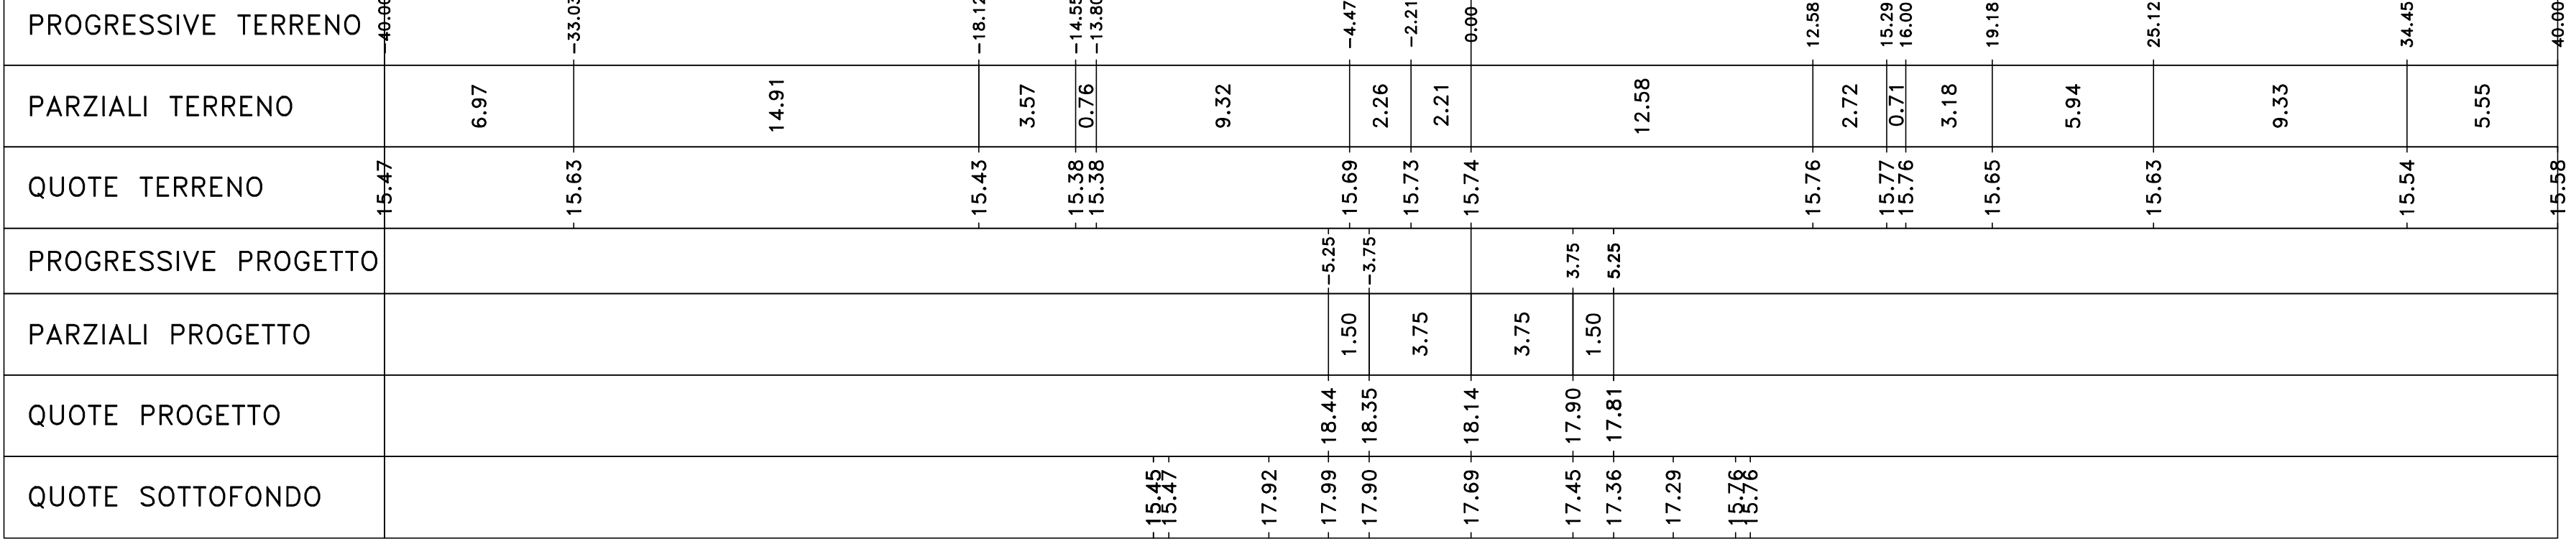 PROGRESSIVE TERRENO -40.00 -33.03 -18.12 -14.55 -13.80 -4.47 -2.21 0.00 12.58 15.29 16.00 19.18 25.12 34.45 40.00
PARZIALI TERRENO 6.97 14.91 3.57 0.76 9.32 2.26 2.21 12.58 2.72 0.71 3.18 5.94 9.33 5.55
QUOTE TERRENO 15.47 15.63 15.43 15.38 15.38 15.69 15.73 15.74 15.76 15.77 15.76 15.65 15.63 15.54 15.58
PROGRESSIVE PROGETTO -5.25 -3.75 3.75 5.25
PARZIALI PROGETTO 1.50 3.75 3.75 1.50
QUOTE PROGETTO 18.44 18.35 18.14 17.90 17.81
QUOTE SOTTOFONDO 15.45 15.47 17.92 17.99 17.90 17.69 17.45 17.36 17.29 15.76 15.76